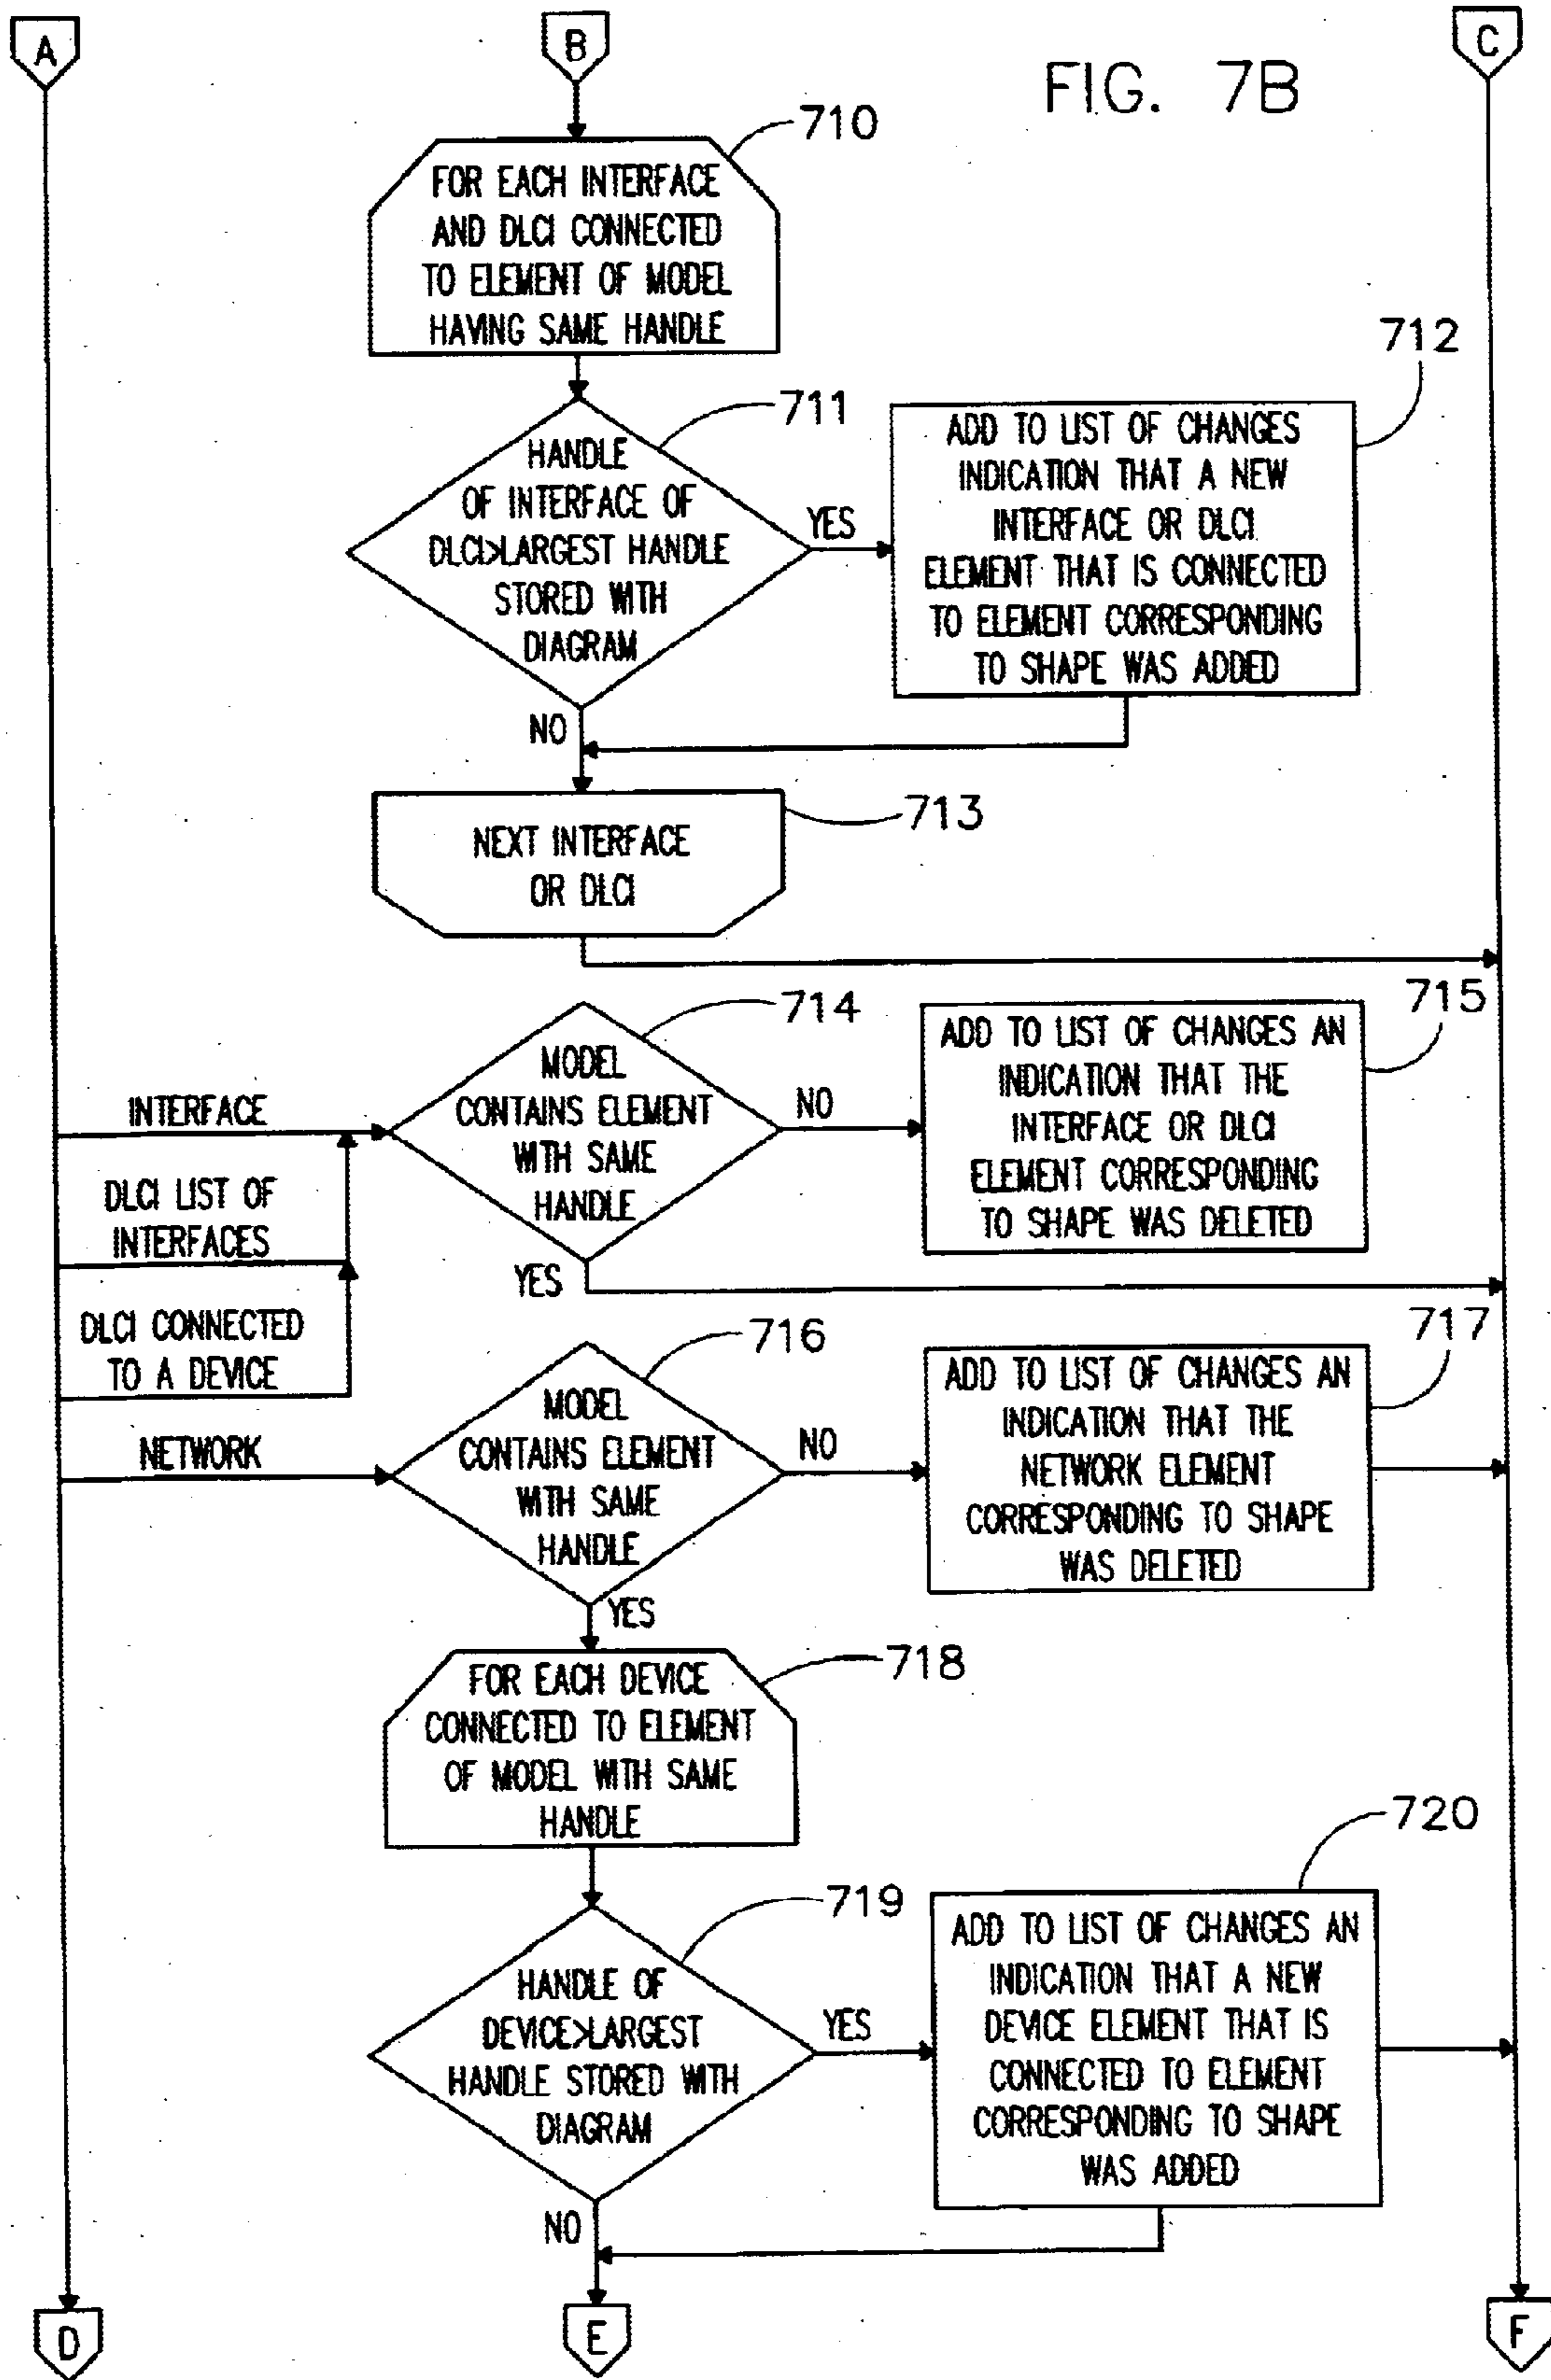 A
B
C
FIG. 7B
710
FOR EACH INTERFACE
AND DLCI CONNECTED
TO ELEMENT OF MODEL
HAVING SAME HANDLE
711
HANDLE
OF INTERFACE OF
DLCI>LARGEST HANDLE
STORED WITH
DIAGRAM
YES
NO
712
ADD TO LIST OF CHANGES
INDICATION THAT A NEW
INTERFACE OR DLCI
ELEMENT THAT IS CONNECTED
TO ELEMENT CORRESPONDING
TO SHAPE WAS ADDED
713
NEXT INTERFACE
OR DLCI
INTERFACE
DLCI LIST OF
INTERFACES
DLCI CONNECTED
TO A DEVICE
714
MODEL
CONTAINS ELEMENT
WITH SAME
HANDLE
NO
YES
715
ADD TO LIST OF CHANGES AN
INDICATION THAT THE
INTERFACE OR DLCI
ELEMENT CORRESPONDING
TO SHAPE WAS DELETED
NETWORK
716
MODEL
CONTAINS ELEMENT
WITH SAME
HANDLE
NO
YES
717
ADD TO LIST OF CHANGES AN
INDICATION THAT THE
NETWORK ELEMENT
CORRESPONDING TO SHAPE
WAS DELETED
718
FOR EACH DEVICE
CONNECTED TO ELEMENT
OF MODEL WITH SAME
HANDLE
719
HANDLE OF
DEVICE>LARGEST
HANDLE STORED WITH
DIAGRAM
YES
NO
720
ADD TO LIST OF CHANGES AN
INDICATION THAT A NEW
DEVICE ELEMENT THAT IS
CONNECTED TO ELEMENT
CORRESPONDING TO SHAPE
WAS ADDED
D
E
F